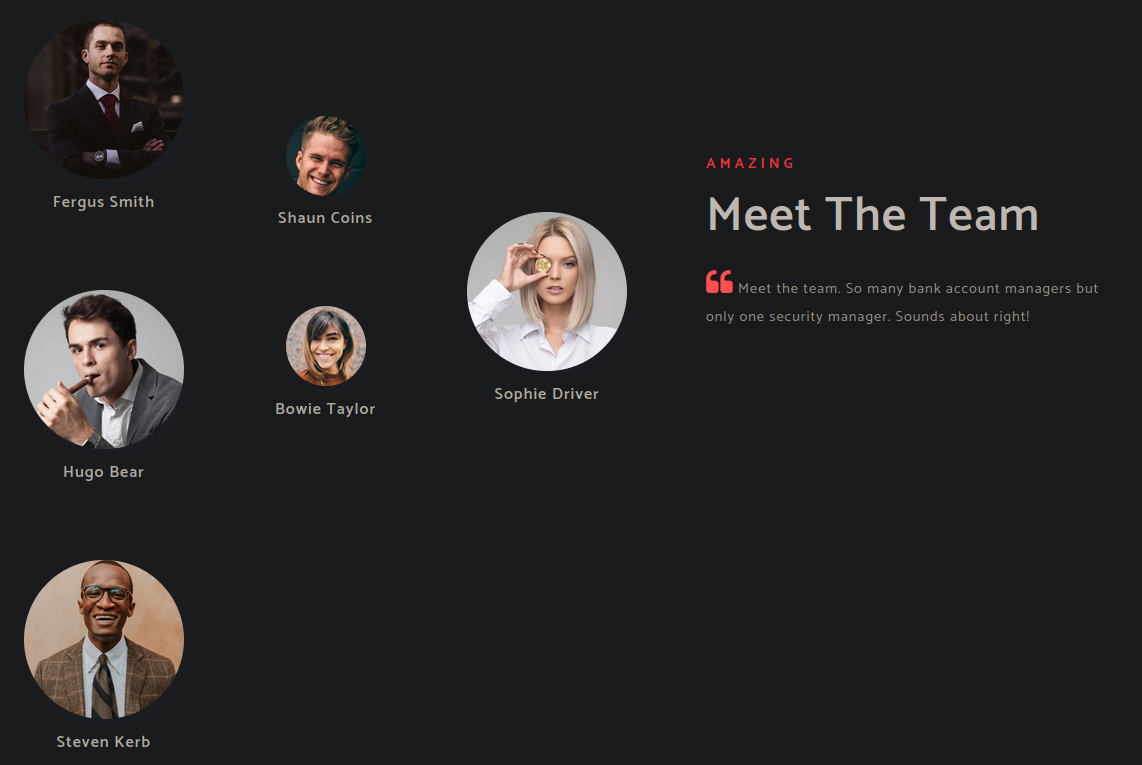 Fergus Smith
Shaun Coins
Sophie Driver
Hugo Bear
Bowie Taylor
Steven Kerb
AMAZING
Meet The Team
❝ Meet the team. So many bank account managers but
only one security manager. Sounds about right!